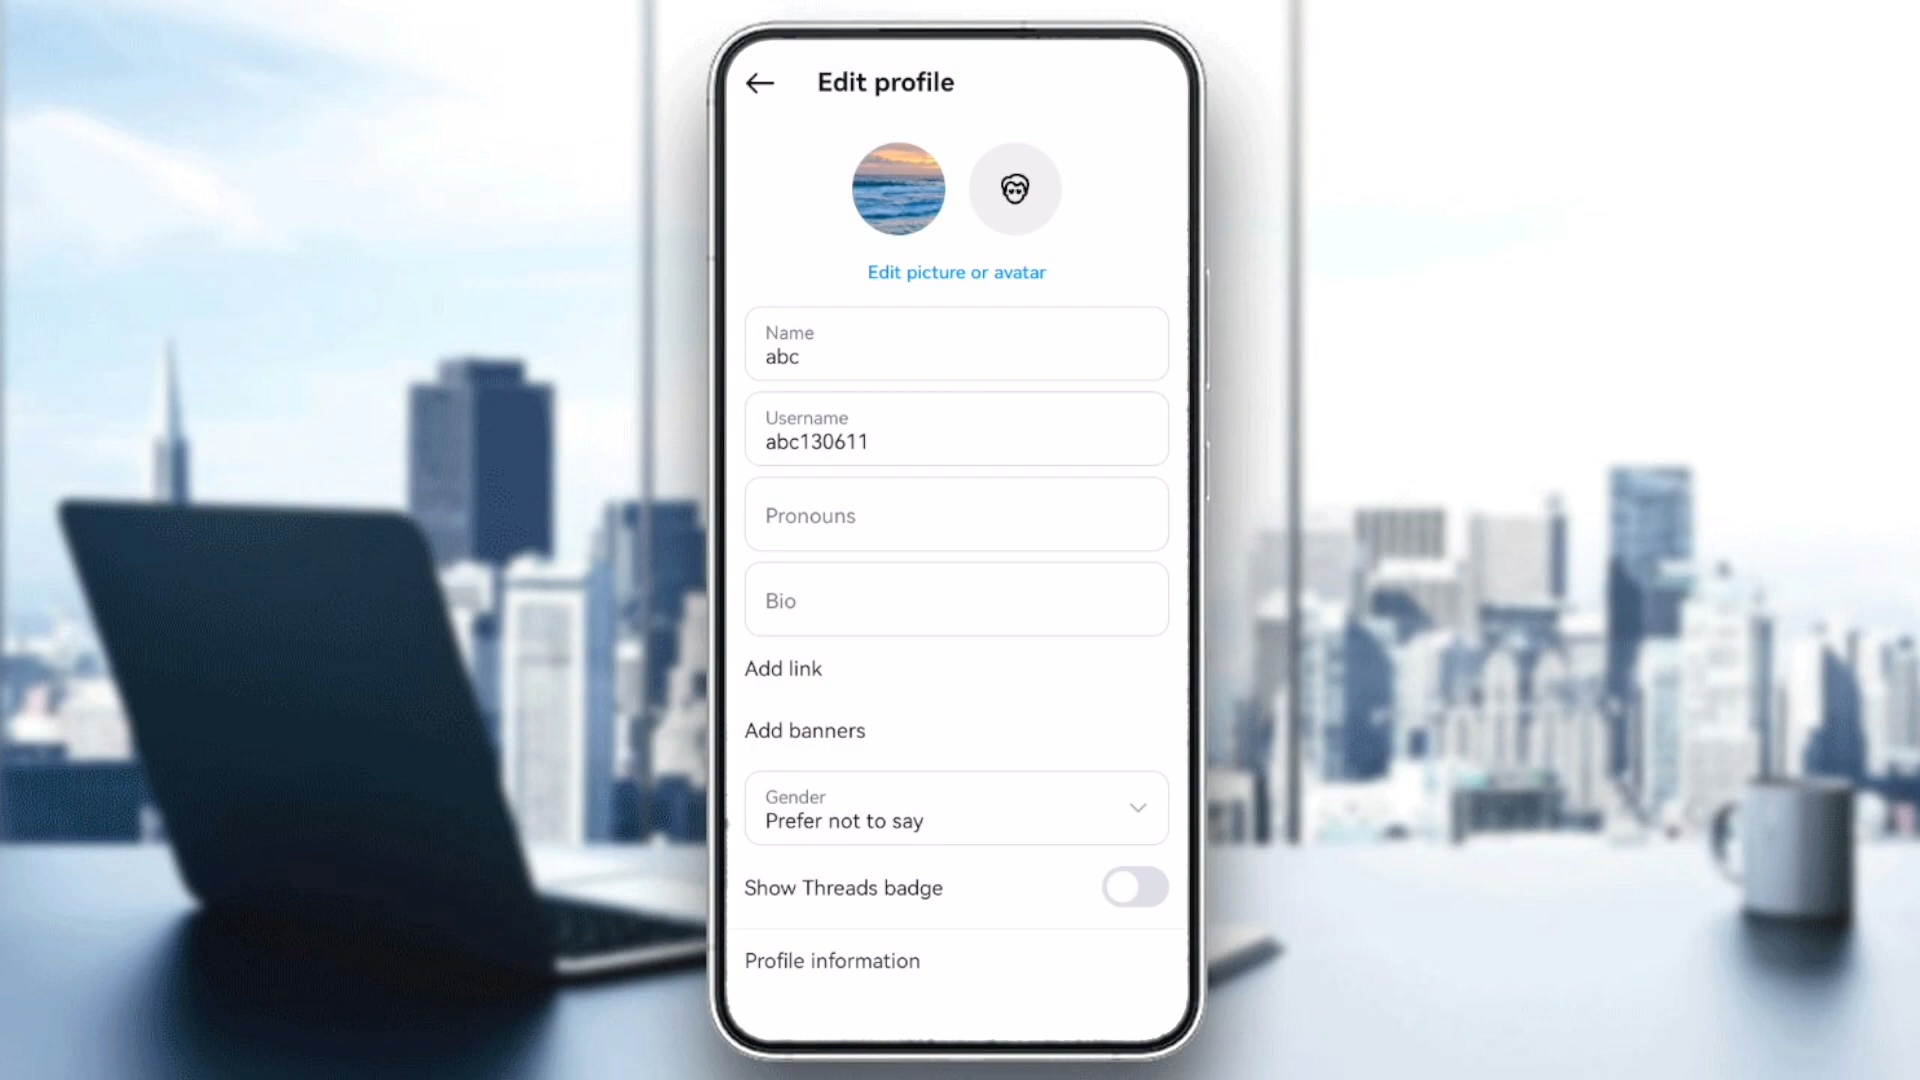 Edit profile
Edit picture or avatar
Name
abc
Username
abc130611
Pronouns
Bio
Add link
Add banners
Gender
Prefer not to say
Show Threads badge
Profile information